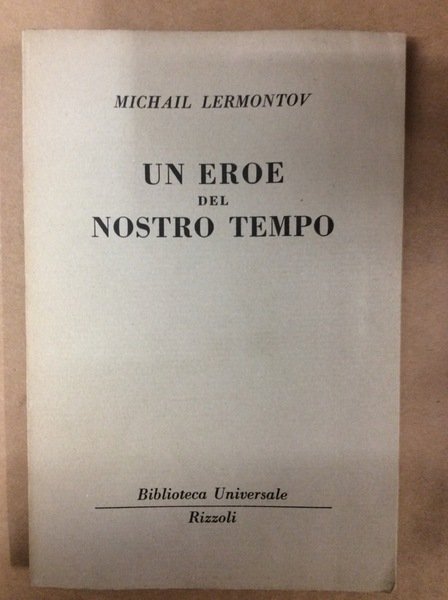 MICHAIL LERMONTOV
UN EROE
DEL
NOSTRO TEMPO
Biblioteca Universale
Rizzoli